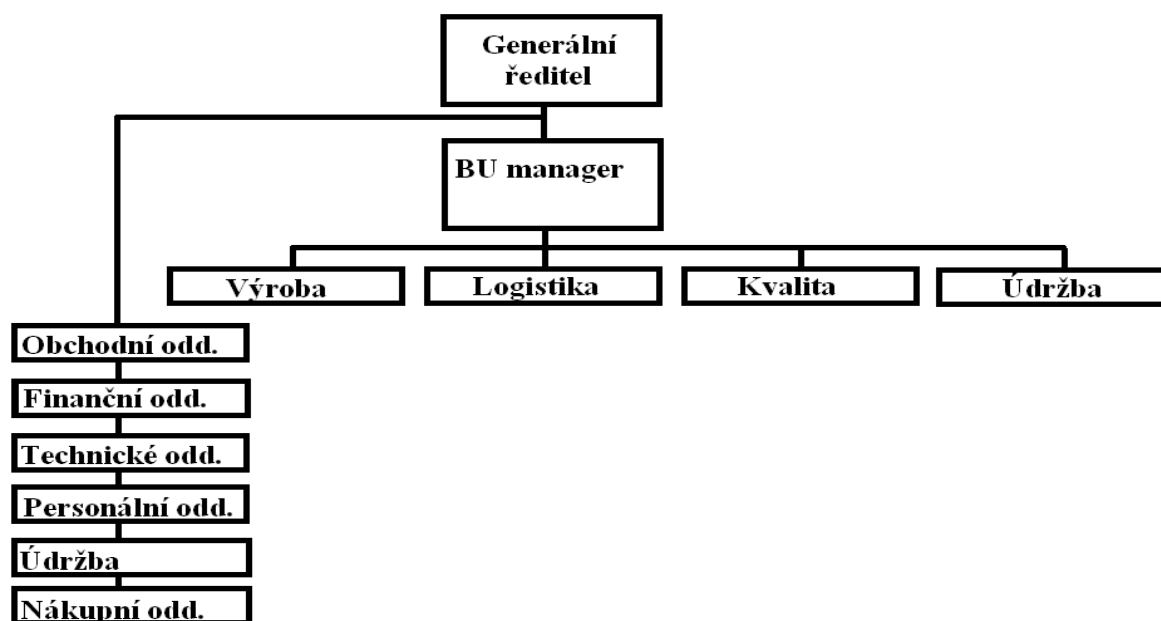 Generální
ředitel
BU manager
Výroba
Logistika
Kvalita
Údržba
Obchodní odd.
Finanční odd.
Technické odd.
Personální odd.
Údržba
Nákupní odd.